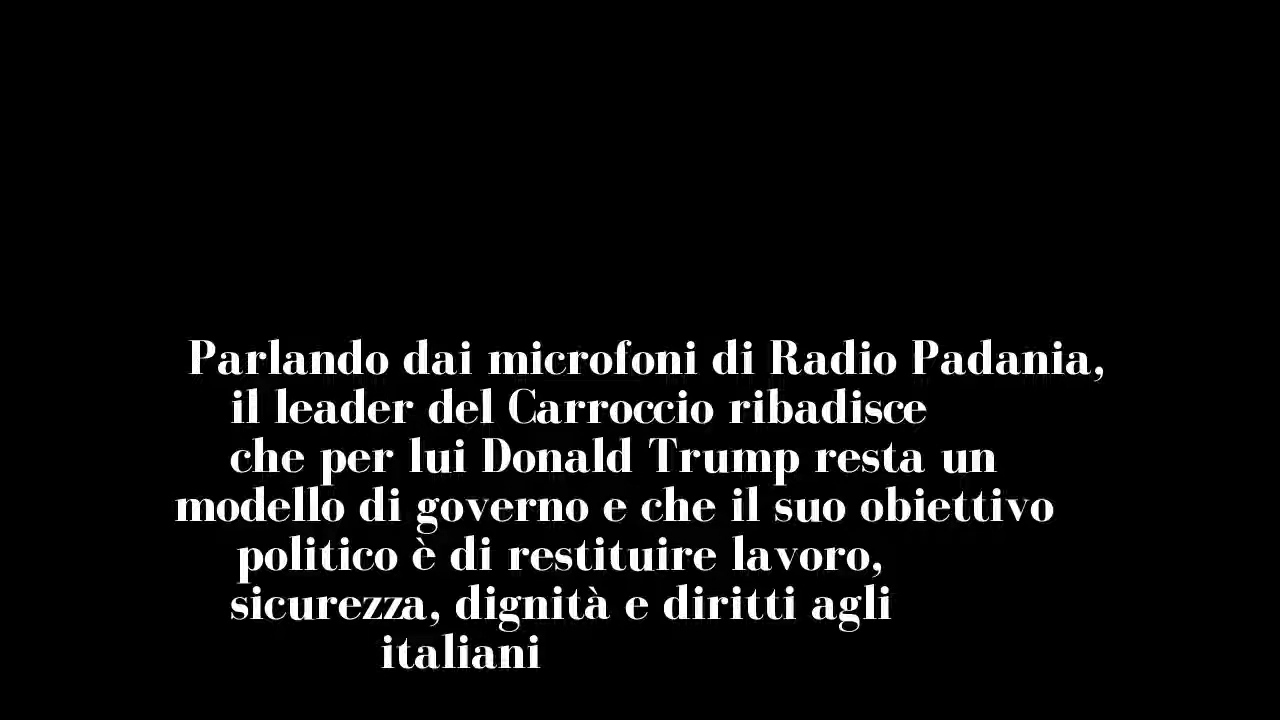 Parlando dai microfoni di Radio Padania,
il leader del Carroccio ribadisce
che per lui Donald Trump resta un
modello di governo e che il suo obiettivo
politico è di restituire lavoro,
sicurezza, dignità e diritti agli
italiani